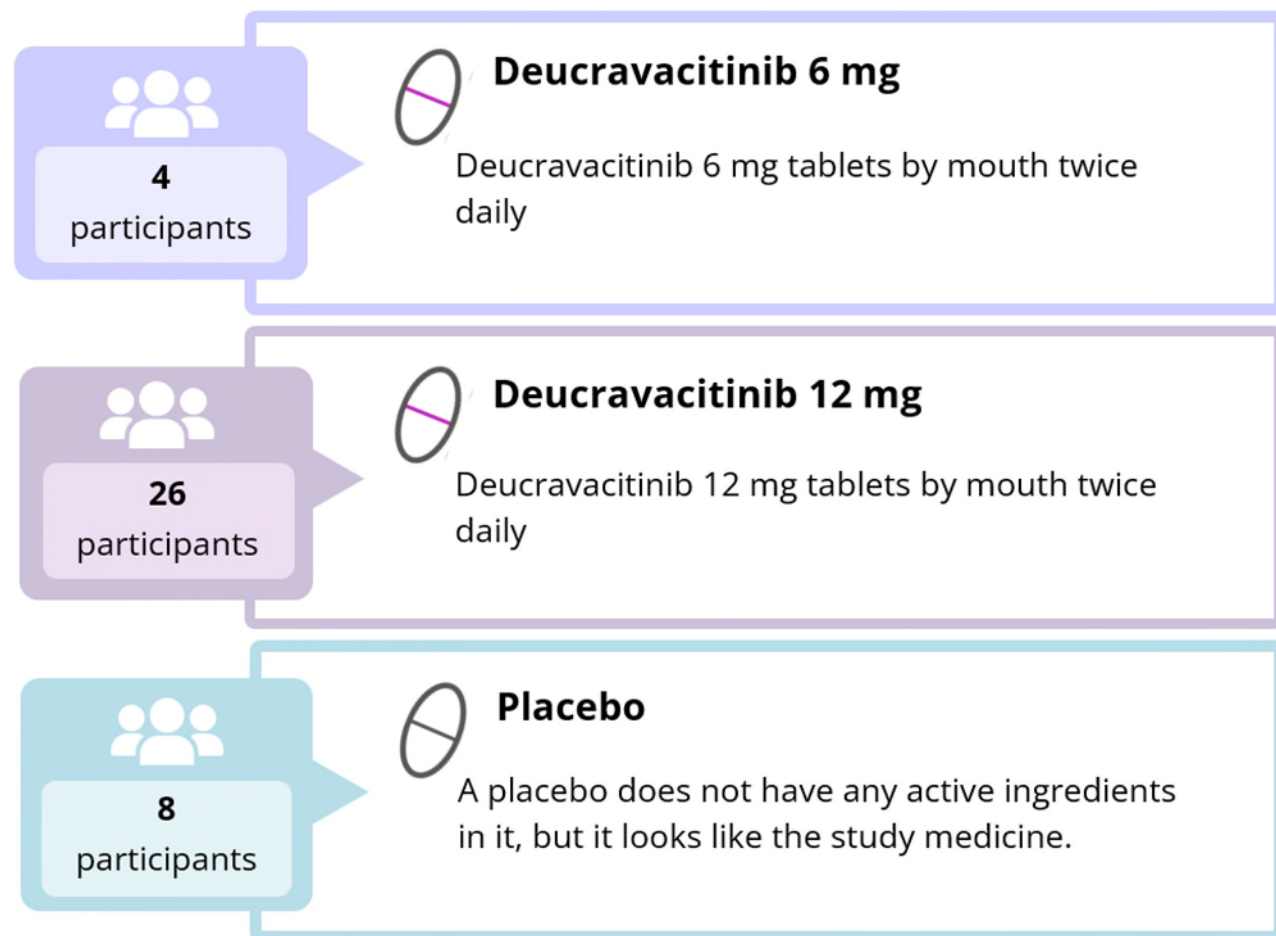 4
participants
Deucravacitinib 6 mg
Deucravacitinib 6 mg tablets by mouth twice
daily
26
participants
Deucravacitinib 12 mg
Deucravacitinib 12 mg tablets by mouth twice
daily
8
participants
Placebo
A placebo does not have any active ingredients
in it, but it looks like the study medicine.